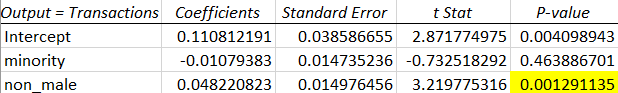 Output = Transactions Coefficients Standard Error t Stat P-value
Intercept 0.110812191 0.038586655 2.871774975 0.004098943
minority -0.01079383 0.014735236 -0.732518292 0.463886701
non_male 0.048220823 0.014976456 3.219775316 0.001291135